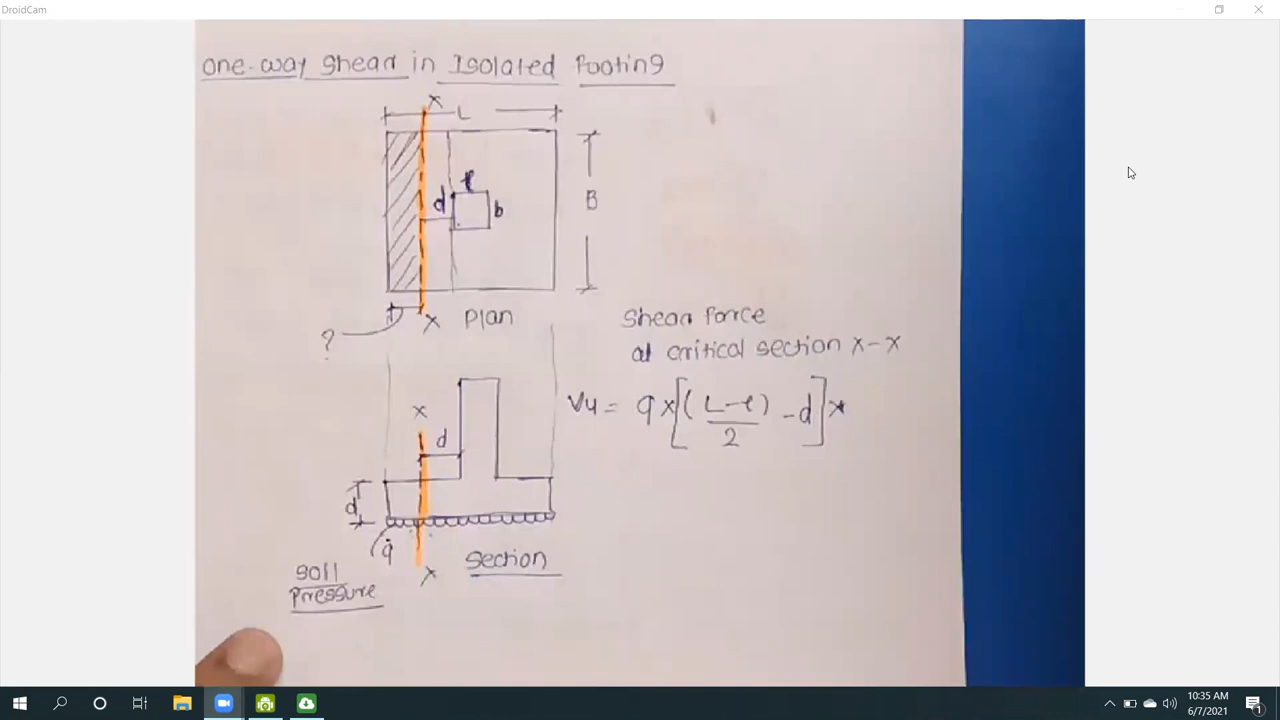 DroidCam
one-way shear in Isolated Footing
X
L
l
d
b
B
?
X
Plan
Shear force
at critical section X-X
Vu = q x [ ( L-l ) / 2 - d ] x
X
d
d
q
Section
X
Soil
Pressure
10:35 AM
6/7/2021
1